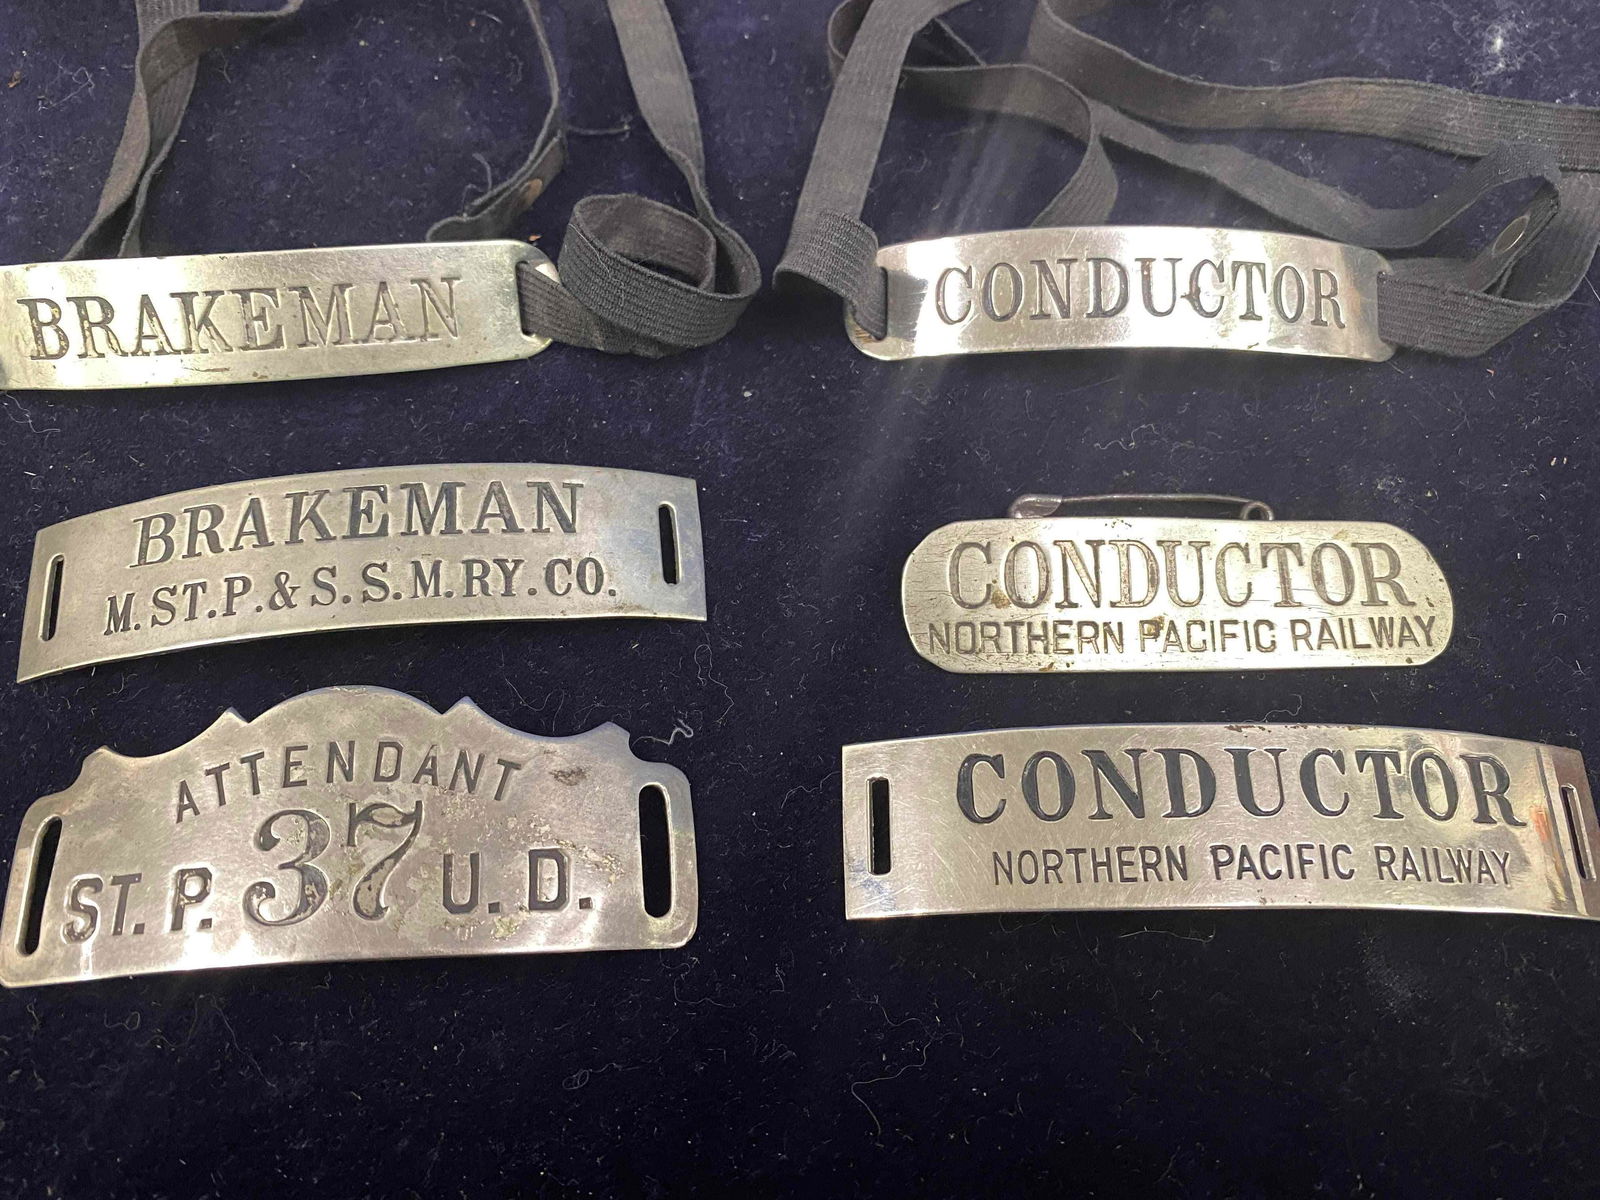 BRAKEMAN
CONDUCTOR
BRAKEMAN
M. ST. P. & S. S. M. RY. CO.
CONDUCTOR
NORTHERN PACIFIC RAILWAY
ATTENDANT
ST. P. 37 U. D.
CONDUCTOR
NORTHERN PACIFIC RAILWAY